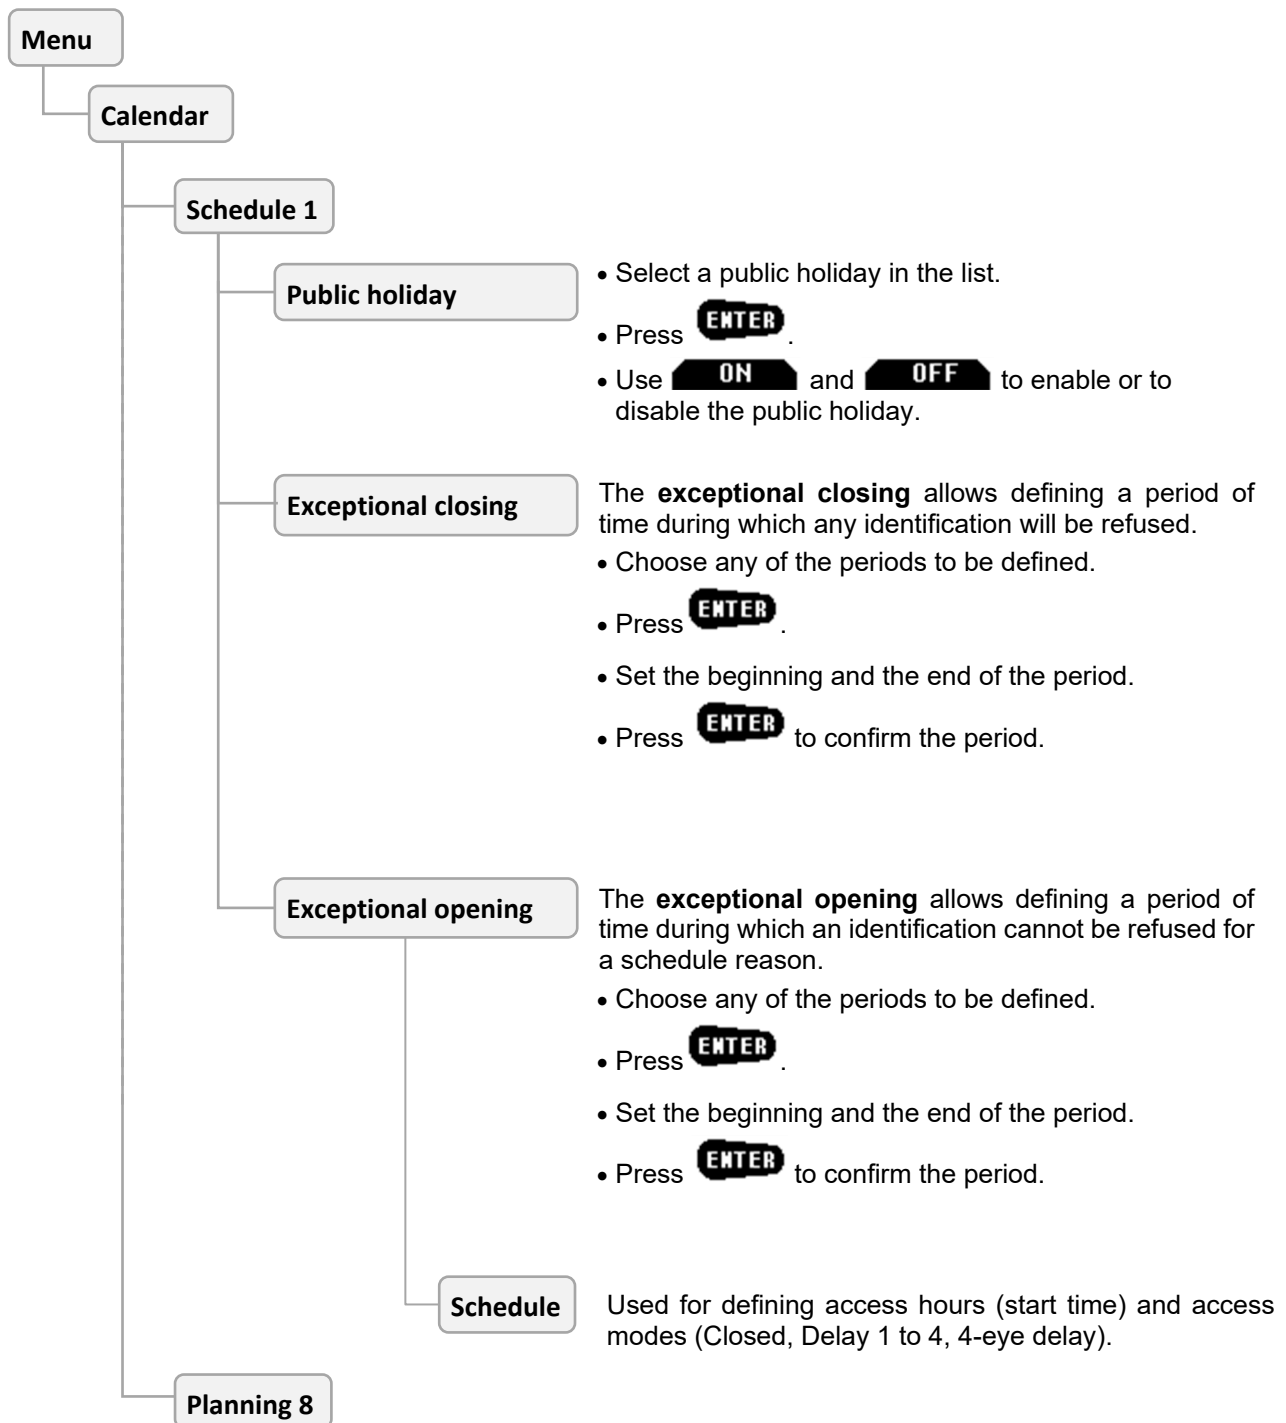 Menu
Calendar
Schedule 1
Public holiday
• Select a public holiday in the list.
• Press ENTER.
• Use ON and OFF to enable or to
disable the public holiday.
Exceptional closing
The exceptional closing allows defining a period of
time during which any identification will be refused.
• Choose any of the periods to be defined.
• Press ENTER.
• Set the beginning and the end of the period.
• Press ENTER to confirm the period.
Exceptional opening
The exceptional opening allows defining a period of
time during which an identification cannot be refused for
a schedule reason.
• Choose any of the periods to be defined.
• Press ENTER.
• Set the beginning and the end of the period.
• Press ENTER to confirm the period.
Schedule
Used for defining access hours (start time) and access
modes (Closed, Delay 1 to 4, 4-eye delay).
Planning 8